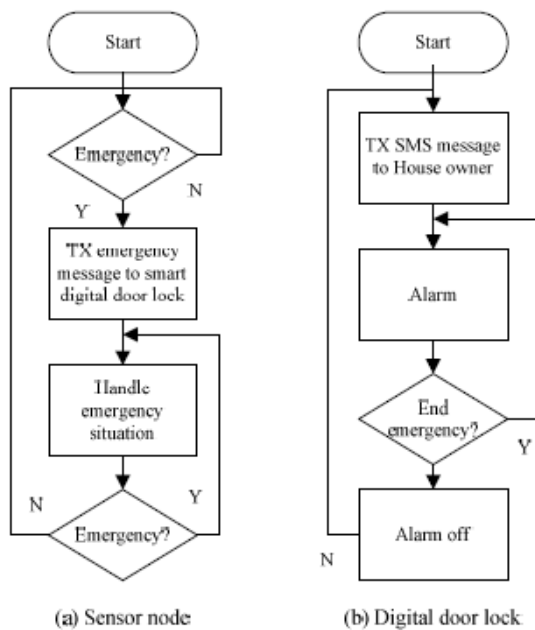 Start
Emergency?
N
Y
TX emergency
message to smart
digital door lock
Handle
emergency
situation
N
Y
Emergency?
(a) Sensor node
Start
TX SMS message
to House owner
Alarm
End
emergency?
Y
Alarm off
N
(b) Digital door lock